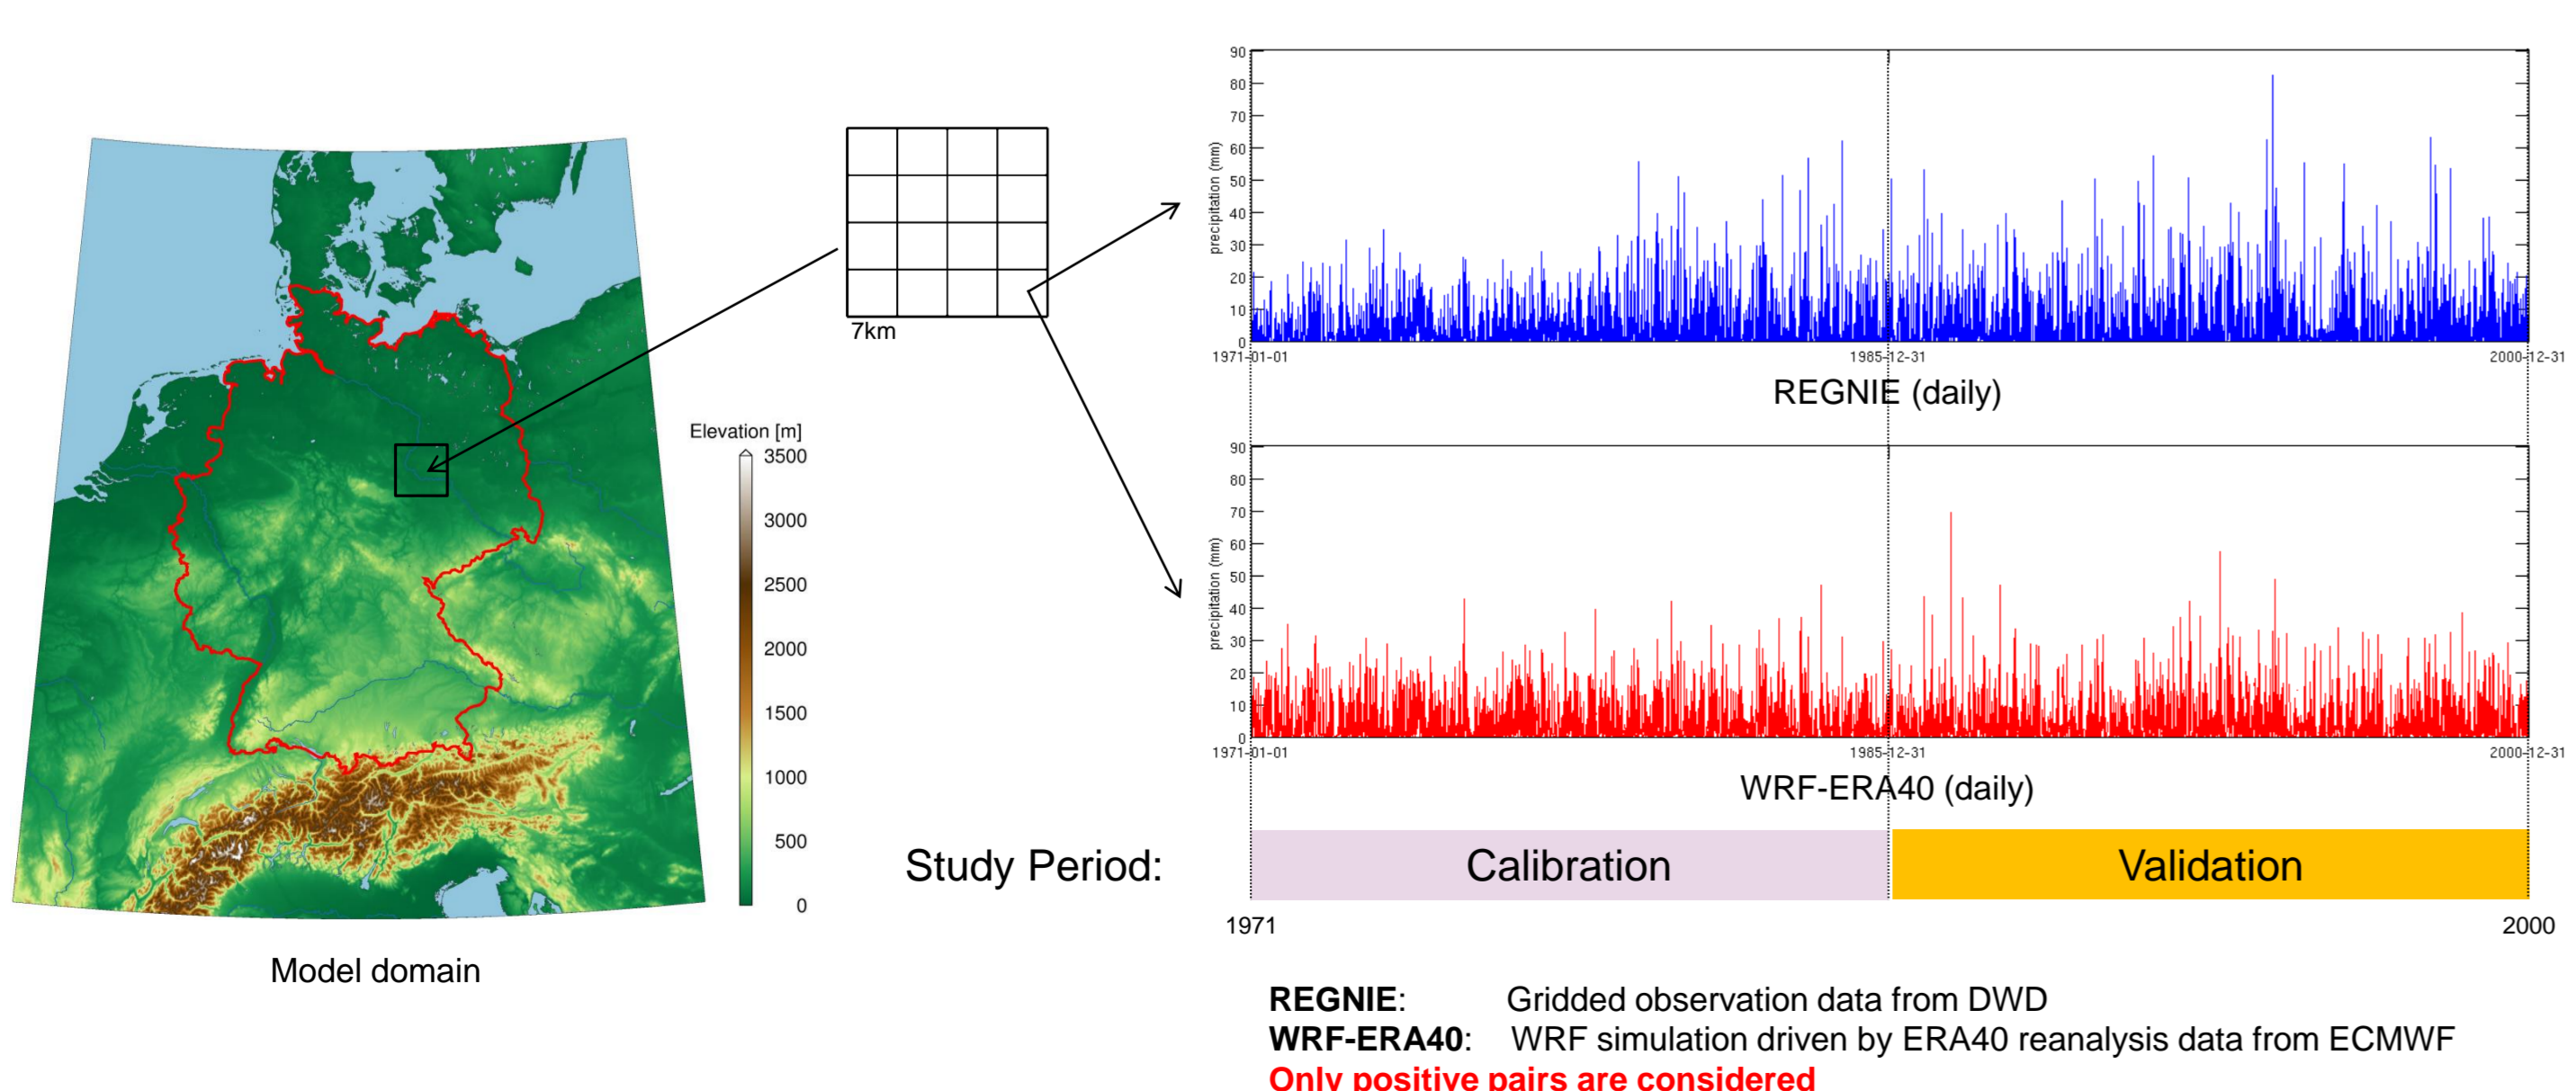 Elevation [m]
3500
3000
2500
2000
1500
1000
500
0
Model domain
7km
precipitation (mm)
90
80
70
60
50
40
30
20
10
0
1971-01-01
1985-12-31
2000-12-31
REGNIE (daily)
precipitation (mm)
90
80
70
60
50
40
30
20
10
0
1971-01-01
1985-12-31
2000-12-31
WRF-ERA40 (daily)
Study Period:
Calibration
Validation
1971
2000
REGNIE: Gridded observation data from DWD
WRF-ERA40: WRF simulation driven by ERA40 reanalysis data from ECMWF
Only positive pairs are considered